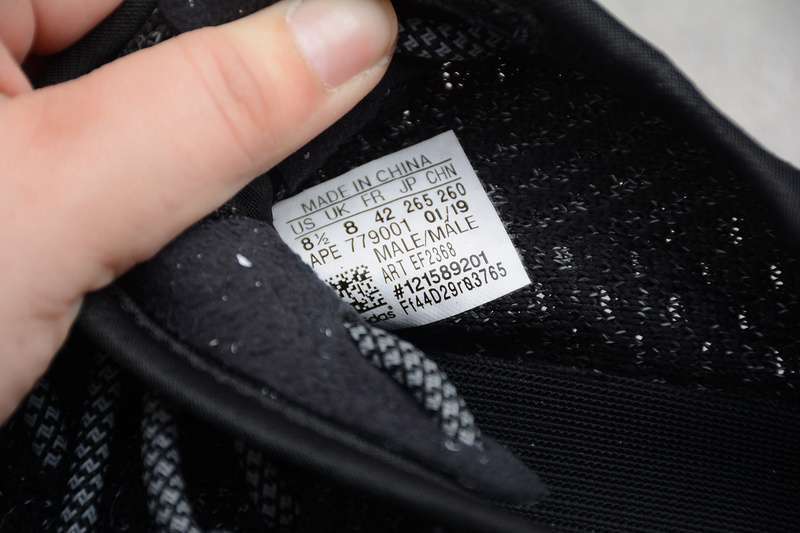 MADE IN CHINA
US UK FR JP CHN
8½ 8 42 265 260
APE 779001 01/19
MALE/MALE
ART EF2368
#121589201
Ff44D29r83765